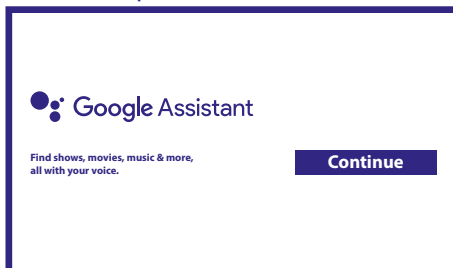 Google Assistant
Find shows, movies, music & more,
all with your voice.
Continue